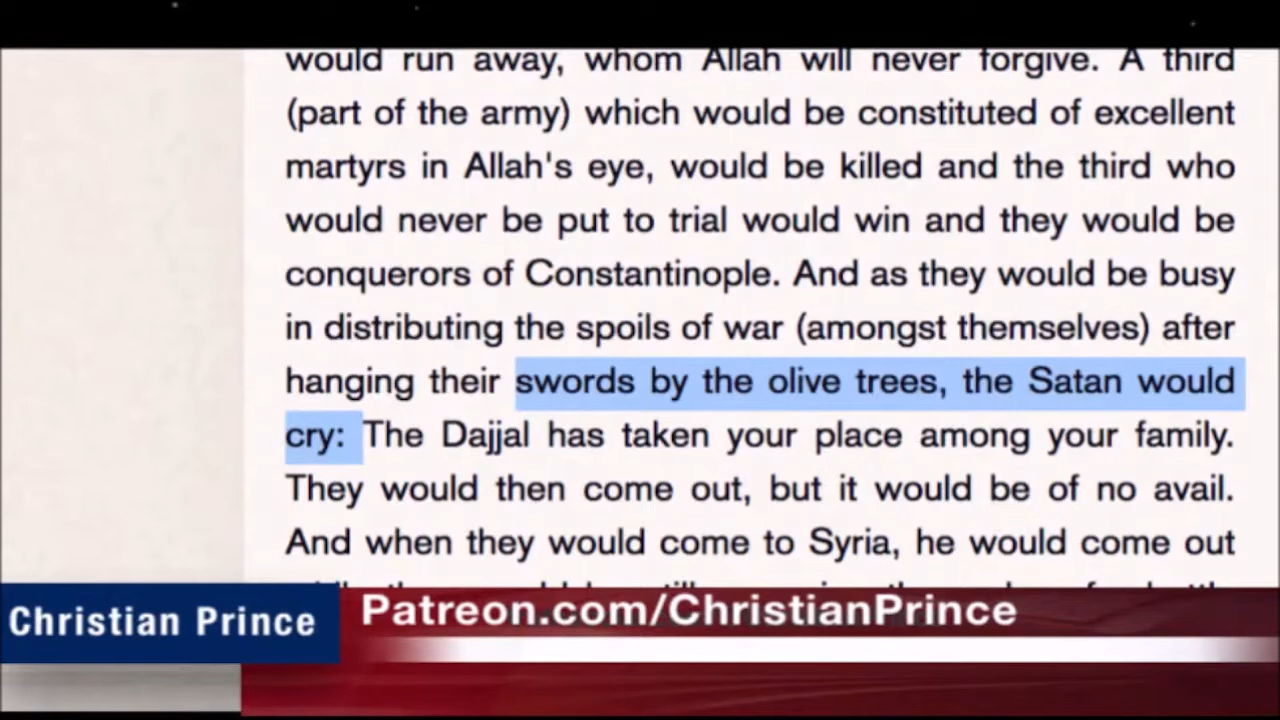 would run away, whom Allah will never forgive. A third
(part of the army) which would be constituted of excellent
martyrs in Allah's eye, would be killed and the third who
would never be put to trial would win and they would be
conquerors of Constantinople. And as they would be busy
in distributing the spoils of war (amongst themselves) after
hanging their swords by the olive trees, the Satan would
cry: The Dajjal has taken your place among your family.
They would then come out, but it would be of no avail.
And when they would come to Syria, he would come out
Christian Prince
Patreon.com/ChristianPrince